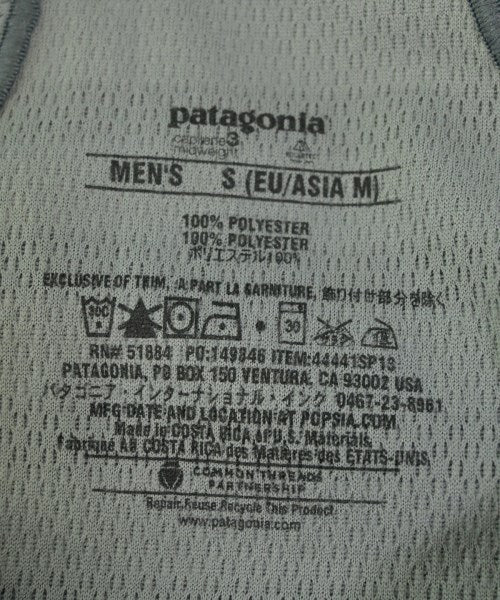 patagonia
capilene 3
midweight
MEN'S S (EU/ASIA M)
100% POLYESTER
100% POLYESTER
ポリエステル100%
EXCLUSIVE OF TRIM. A PART LA GARNITURE, 飾り付け部分を除く
30C 30
RN# 51884 PO:149346 ITEM:44441SP13
PATAGONIA, PO BOX 150 VENTURA, CA 93002 USA
パタゴニア・インターナショナル・インク 0467-23-8961
MFG DATE AND LOCATION AT POPSIA.COM
Made in COSTA RICA of U.S. Materials
Fabriqué AU COSTA RICA des Matières des ÉTATS-UNIS
COMMON THREADS
PARTNERSHIP
Repair.Reuse.Recycle This Product
www.patagonia.com